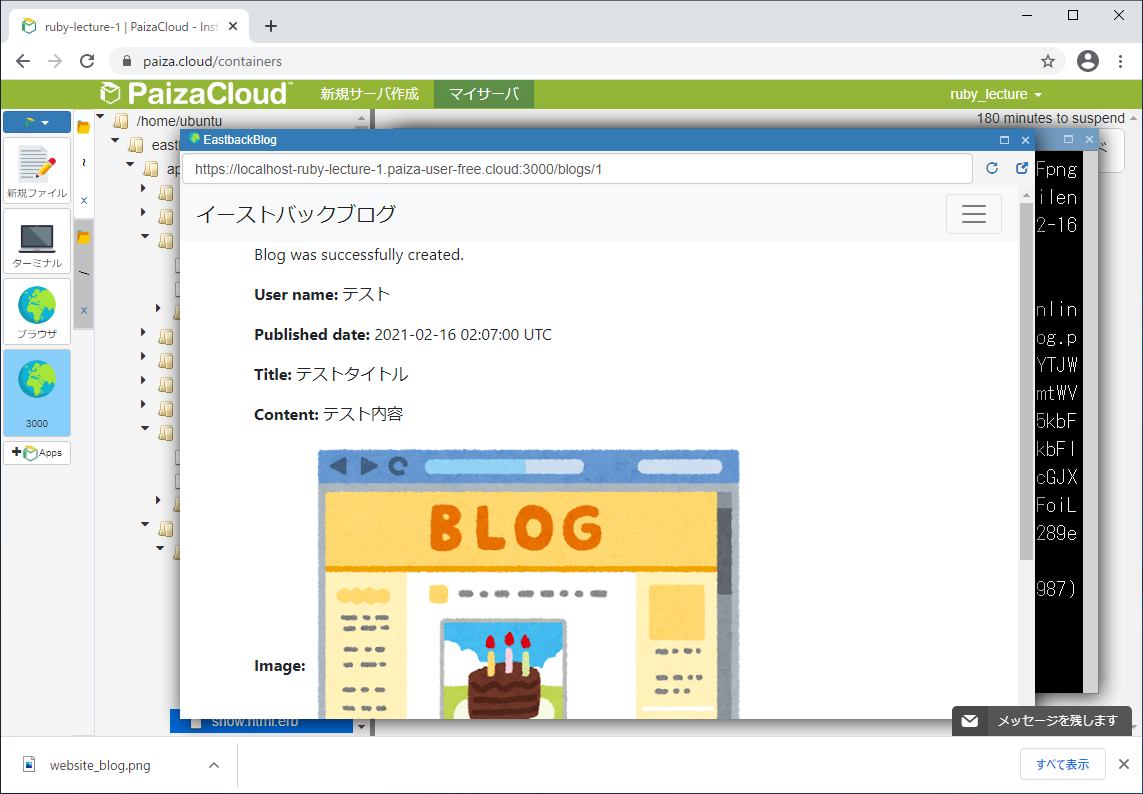 ruby-lecture-1 | PaizaCloud - Inst
paiza.cloud/containers
PaizaCloud
新規サーバ作成
マイサーバ
ruby_lecture
/home/ubuntu
180 minutes to suspend
EastbackBlog
https://localhost-ruby-lecture-1.paiza-user-free.cloud:3000/blogs/1
新規ファイル
ターミナル
ブラウザ
3000
Apps
イーストバックブログ
Blog was successfully created.
User name: テスト
Published date: 2021-02-16 02:07:00 UTC
Title: テストタイトル
Content: テスト内容
BLOG
Image:
Fpng
ilen
2-16
nlin
og.p
YTJW
mtWV
5kbF
kbFI
cGJX
FoiL
289e
987)
show.html.erb
メッセージを残します
website_blog.png
すべて表示